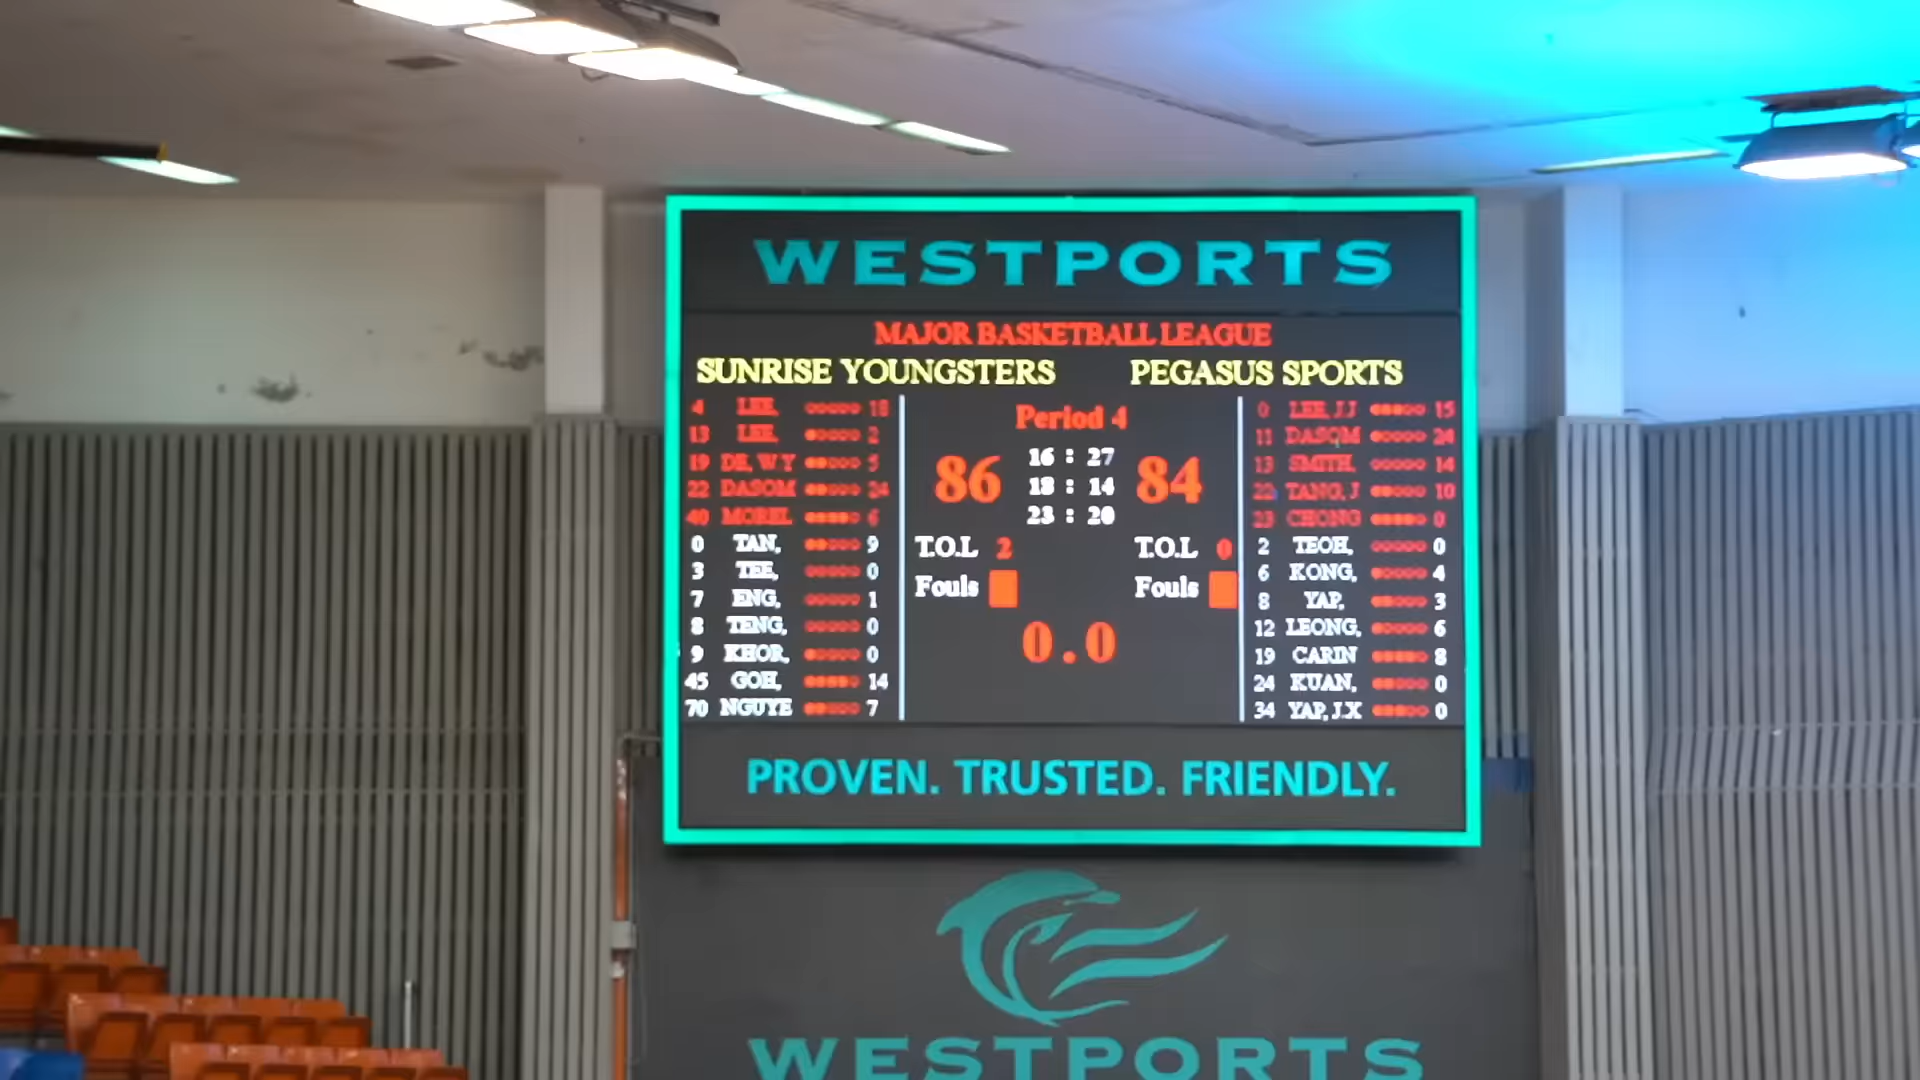 WESTPORTS
MAJOR BASKETBALL LEAGUE
SUNRISE YOUNGSTERS PEGASUS SPORTS
4 LEE, 18
13 LEE, 2
19 DE, W.Y 5
22 DASOM 24
40 MOREL 6
0 TAN, 9
3 TEE, 0
7 ENG, 1
8 TENG, 0
9 KHOR, 0
45 GOH, 14
70 NGUYE 7
Period 4
86 84
16 : 27
18 : 14
23 : 20
T.O.L 2 T.O.L 0
Fouls Fouls
0.0
0 LEE, J.J 15
11 DASOM 24
13 SMITH, 14
22 TANG, J 10
23 CHONG 0
2 TEOH, 0
6 KONG, 4
8 YAP, 3
12 LEONG, 6
19 CARIN 8
24 KUAN, 0
34 YAP, J.X 0
PROVEN. TRUSTED. FRIENDLY.
WESTPORTS